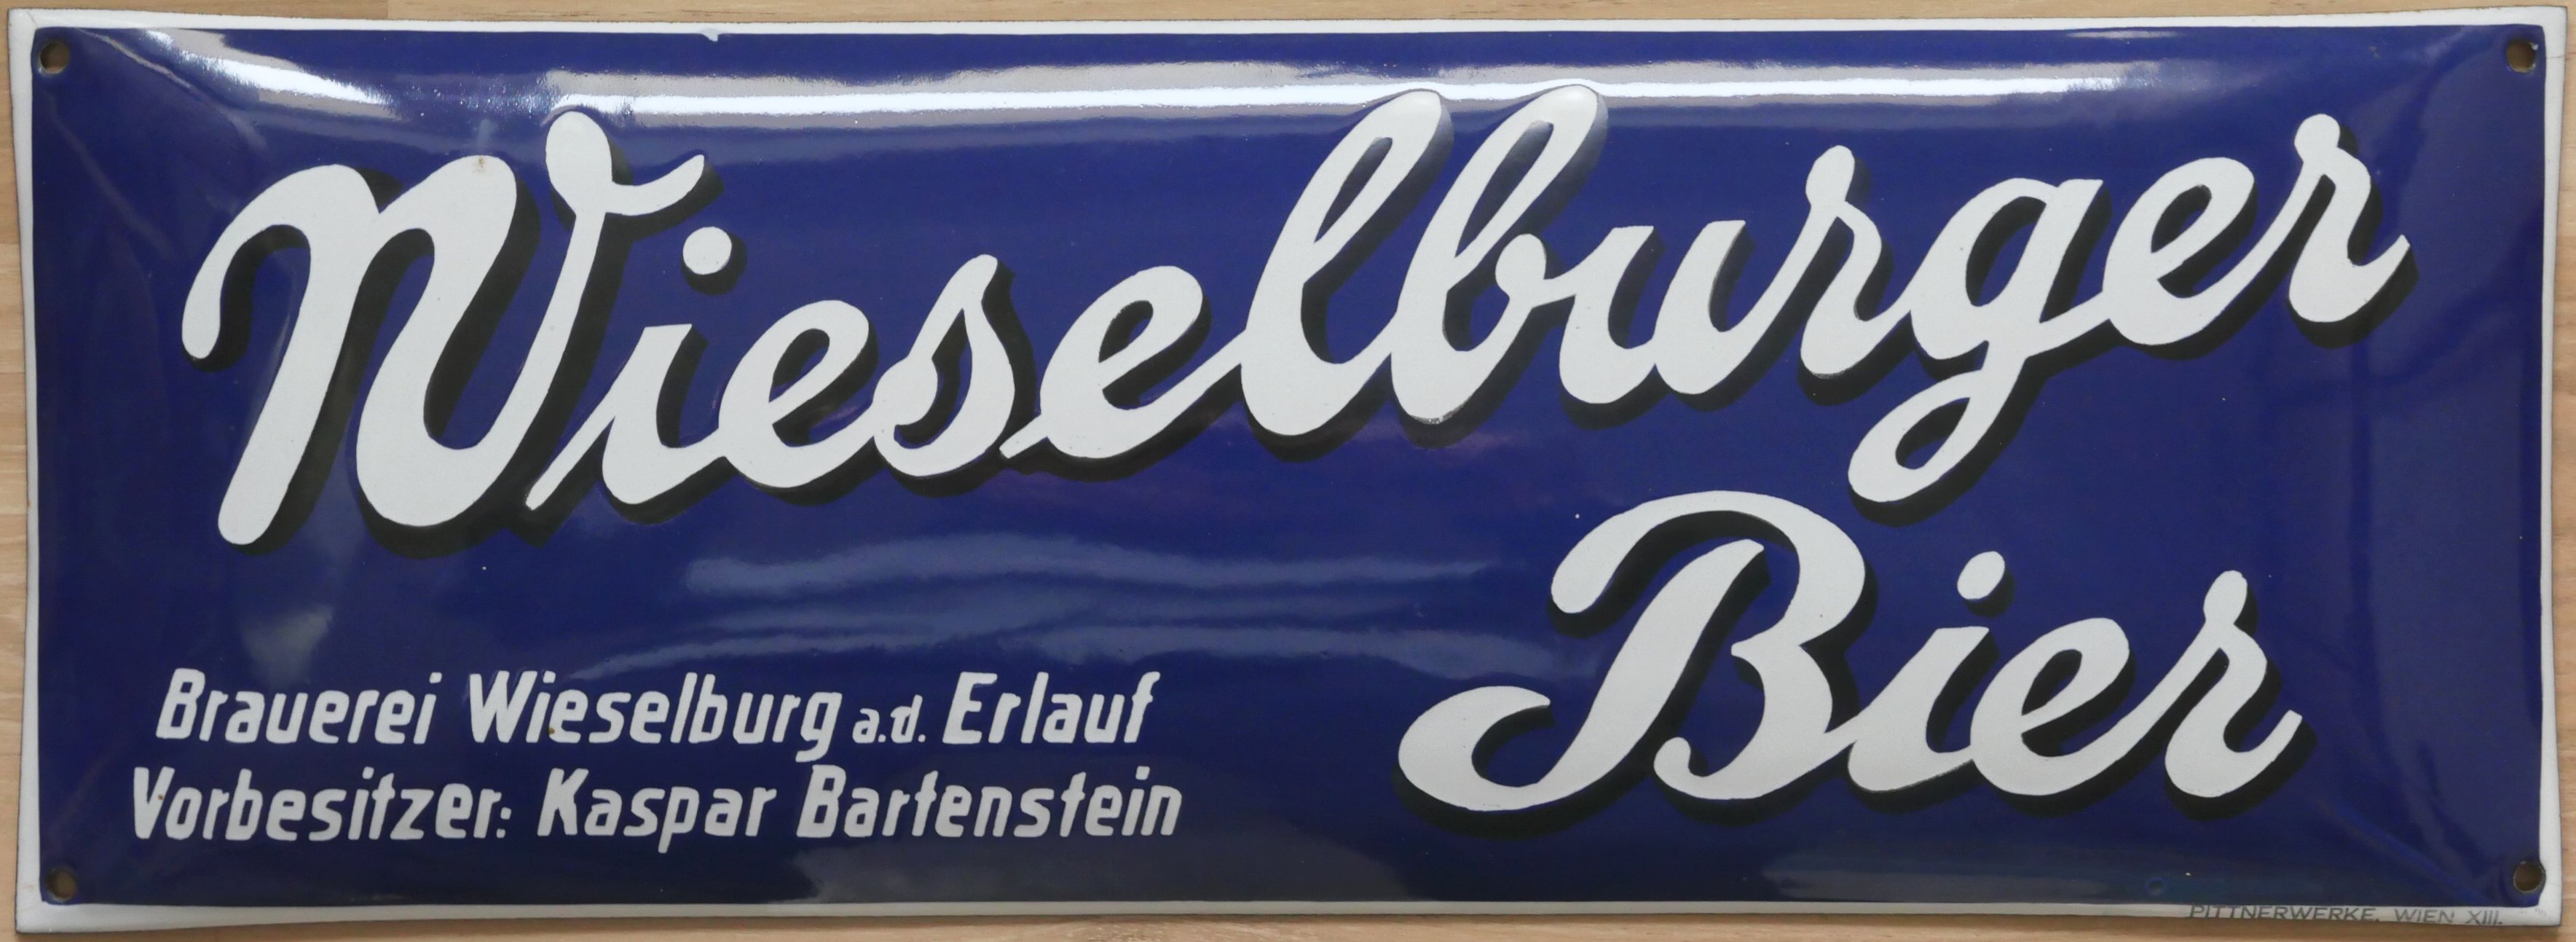 Wieselburger
Bier
Brauerei Wieselburg a.d. Erlauf
Vorbesitzer: Kaspar Bartenstein
PITTNERWERKE, WIEN XIII.